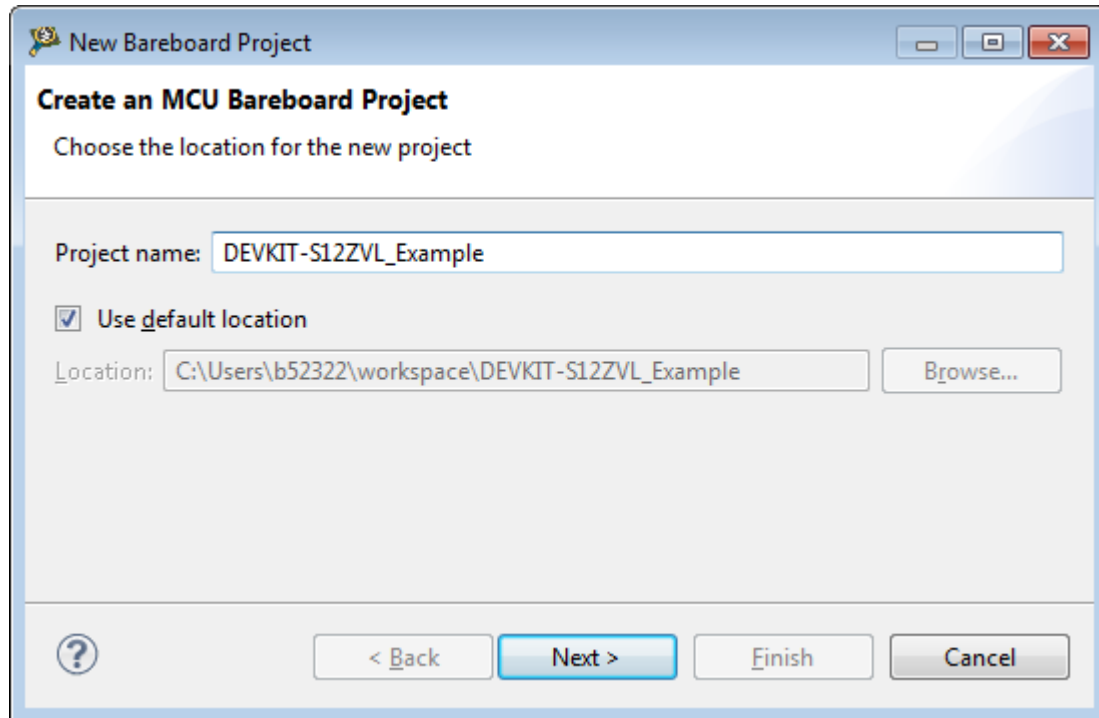 New Bareboard Project
Create an MCU Bareboard Project
Choose the location for the new project
Project name: DEVKIT-S12ZVL_Example
Use default location
Location: C:\Users\b52322\workspace\DEVKIT-S12ZVL_Example Browse...
? < Back Next > Finish Cancel